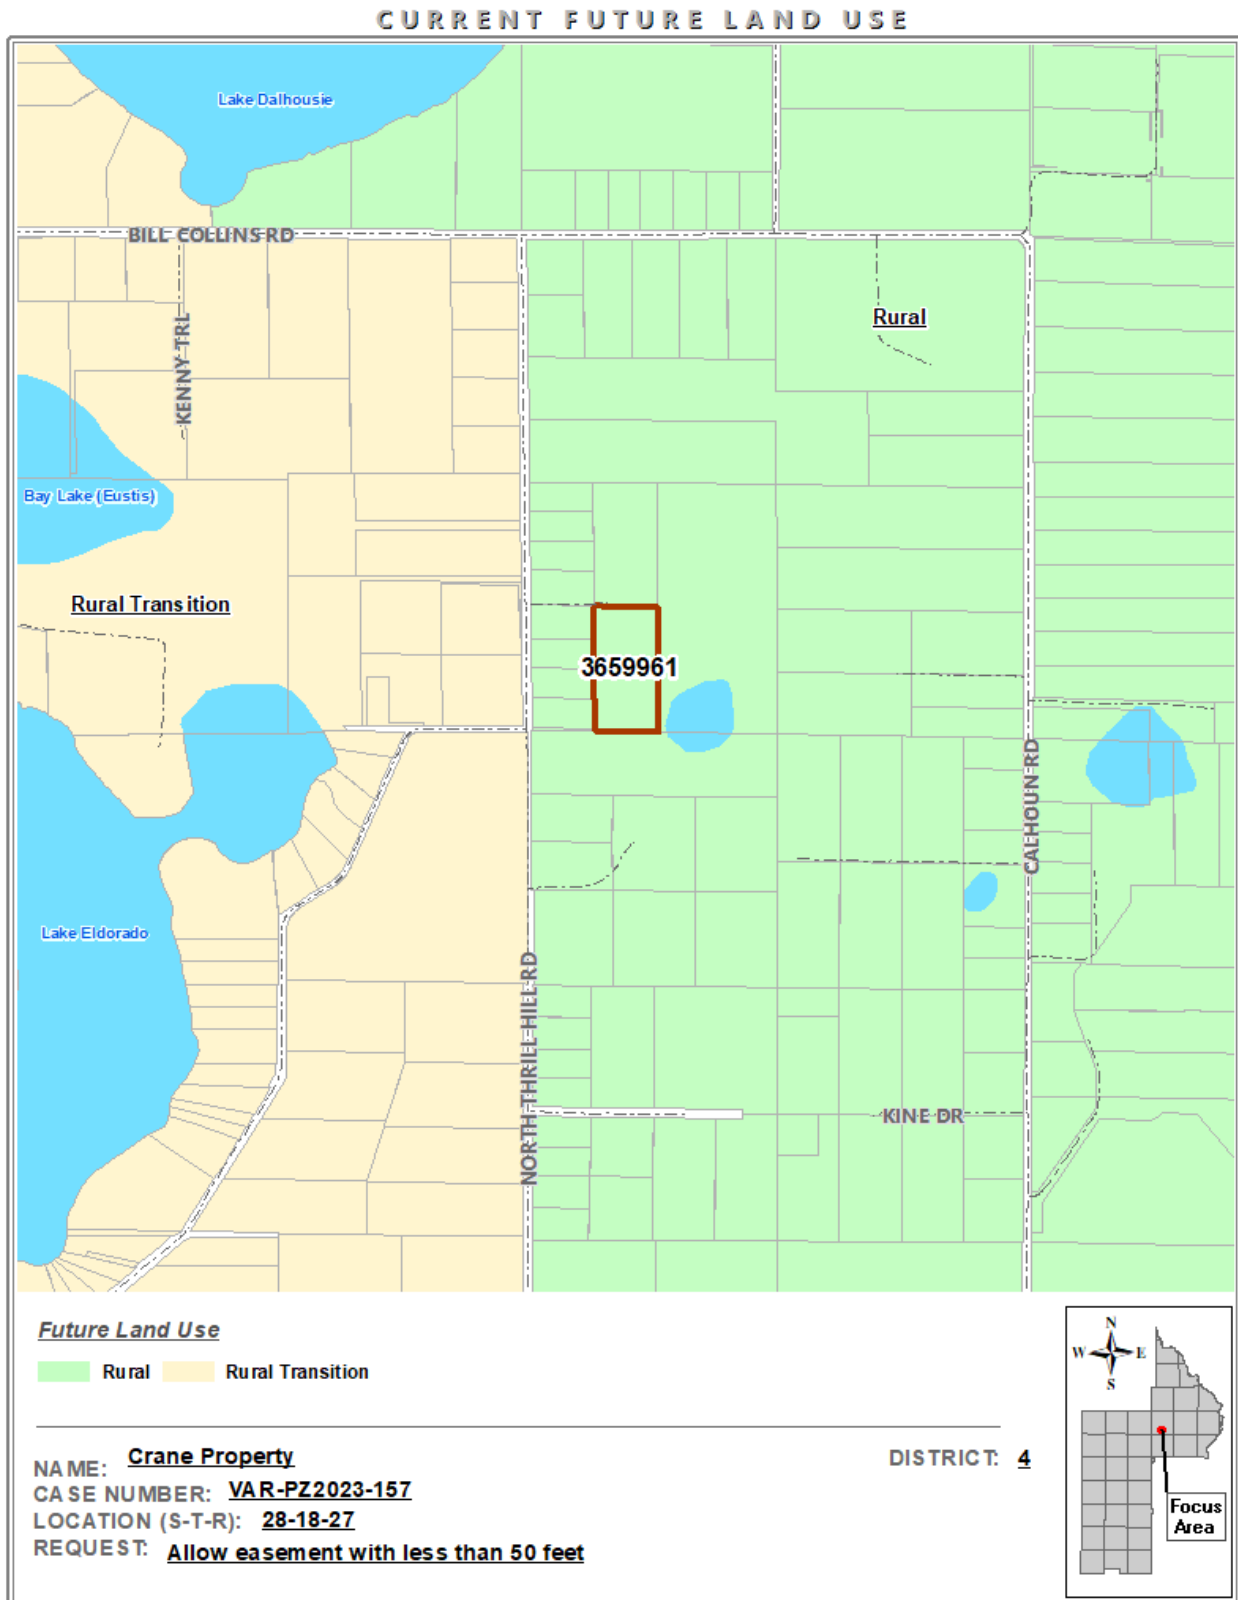 CURRENT FUTURE LAND USE
Lake Dalhousie
BILL COLLINS RD
Rural
KENNY TRL
Bay Lake (Eustis)
Rural Transition
3659961
CALHOUN RD
Lake Eldorado
NORTH THRILL HILL RD
KINE DR
Future Land Use
Rural
Rural Transition
N
W E
S
Focus
Area
NAME: Crane Property
DISTRICT: 4
CASE NUMBER: VAR-PZ2023-157
LOCATION (S-T-R): 28-18-27
REQUEST: Allow easement with less than 50 feet